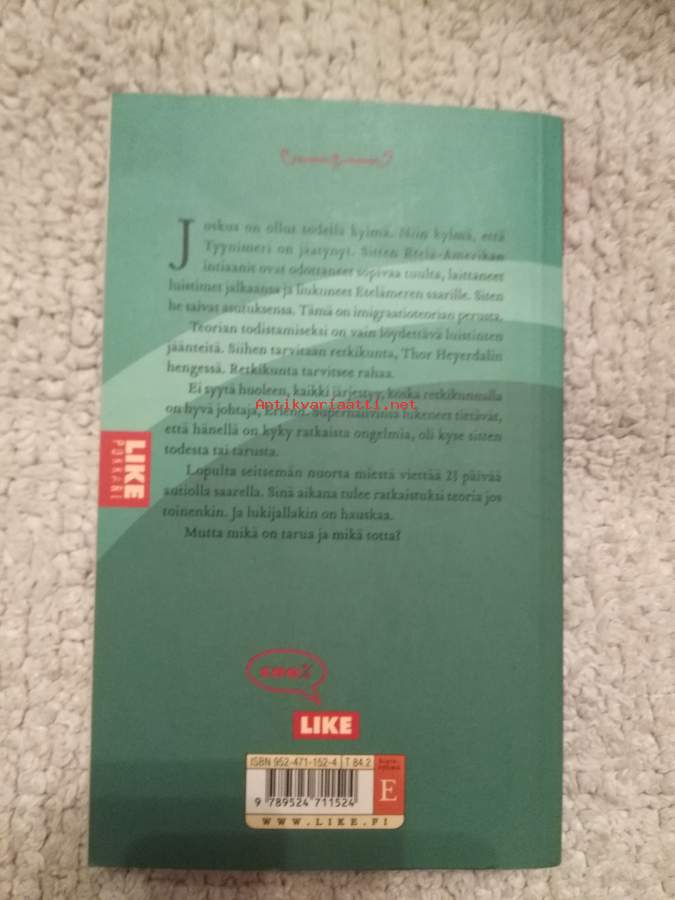 Joskus on ollut todella kylmä. Niin kylmä, että
Tyynimeri on jäätynyt. Sitten Etelä-Amerikan
intiaanit ovat odottaneet sopivaa tuulta, laittaneet
luistimet jalkaansa ja liukuneet Etelämeren saarille. Siten
he saivat asutuksensa. Tämä on imigraatioteorian perusta.
Teorian todistamiseksi on vain löydettävä luistinten
jäänteitä. Siihen tarvitaan retkikunta, Thor Heyerdalin
hengessä. Retkikunta tarvitsee rahaa.
Ei syytä huoleen, kaikki järjestyy, koska retkikunnalla
on hyvä johtaja, Erlend. Supernaiivinsa lukeneet tietävät,
Antikvariaatti.net
että hänellä on kyky ratkaista ongelmia, oli kyse sitten
todesta tai tarusta.
Lopulta seitsemän nuorta miestä viettää 23 päivää
autiolla saarella. Sinä aikana tulee ratkaistuksi teoria jos
toinenkin. Ja lukijallakin on hauskaa.
Mutta mikä on tarua ja mikä totta?
LIKE
POKKARI
LIKE
ISBN 952-471-152-4 T 84.2
E
9 789524 711524
WWW.LIKE.FI